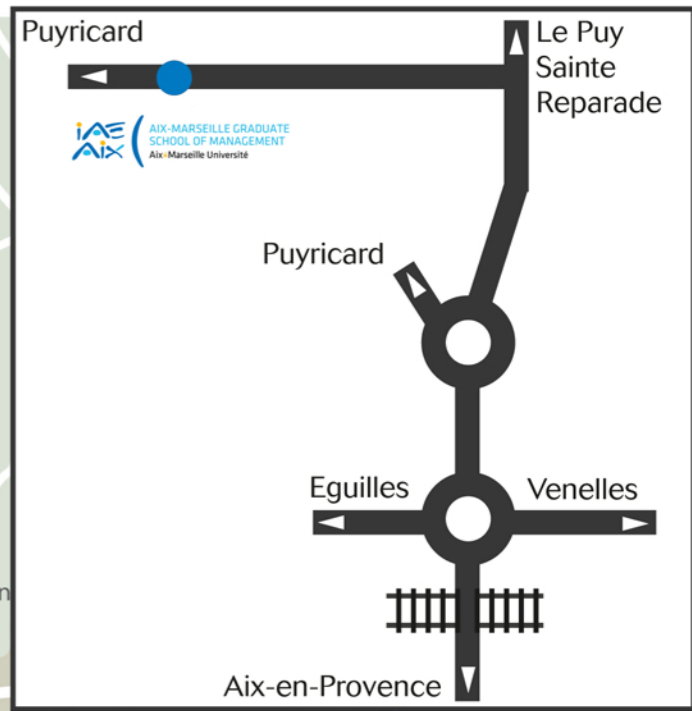 Puyricard
Le Puy
Sainte
Reparade
iAE
AiX
AIX-MARSEILLE GRADUATE
SCHOOL OF MANAGEMENT
Aix●Marseille Université
Puyricard
Eguilles
Venelles
n
Aix-en-Provence